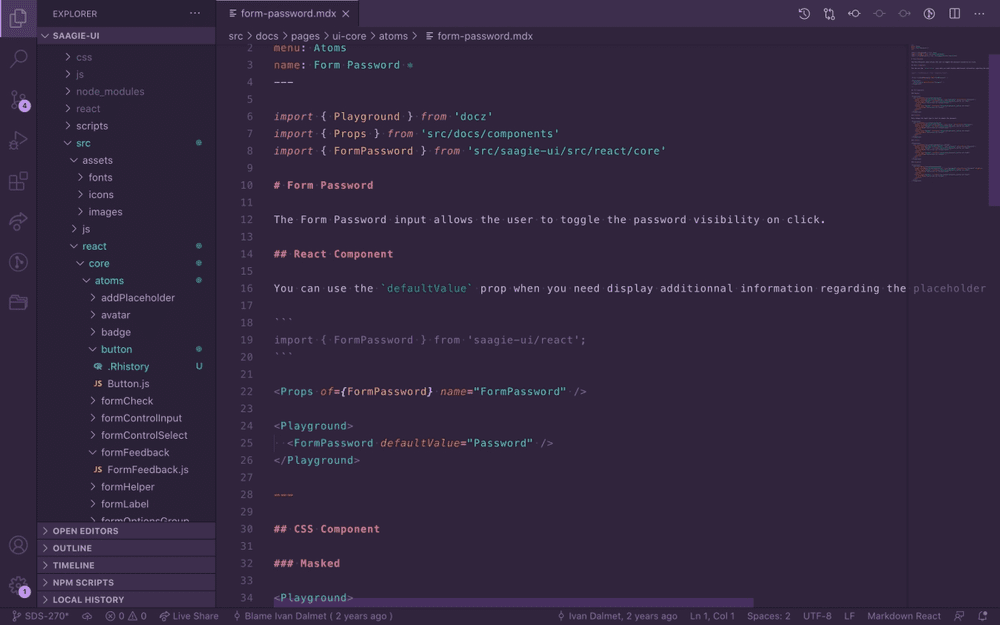 EXPLORER
···
form-password.mdx
SAAGIE-UI
css
js
node_modules
react
scripts
src
assets
fonts
icons
images
js
react
core
atoms
addPlaceholder
avatar
badge
button
.Rhistory U
JS Button.js
formCheck
formControlInput
formControlSelect
formFeedback
JS FormFeedback.js
formHelper
formLabel
formOptionsGroup
OPEN EDITORS
OUTLINE
TIMELINE
NPM SCRIPTS
LOCAL HISTORY
4
1
src > docs > pages > ui-core > atoms > form-password.mdx
2 menu: Atoms
3 name: Form Password
4 ---
5
6 import { Playground } from 'docz'
7 import { Props } from 'src/docs/components'
8 import { FormPassword } from 'src/saagie-ui/src/react/core'
9
10 # Form Password
11
12 The Form Password input allows the user to toggle the password visibility on click.
13
14 ## React Component
15
16 You can use the `defaultValue` prop when you need display additionnal information regarding the placeholder
17
18 ```
19 import { FormPassword } from 'saagie-ui/react';
20 ```
21
22 <Props of={FormPassword} name="FormPassword" />
23
24 <Playground>
25 <FormPassword defaultValue="Password" />
26 </Playground>
27
28 ---
29
30 ## CSS Component
31
32 ### Masked
33
34 <Playground>
SDS-270* 0 0 Live Share Blame Ivan Dalmet ( 2 years ago ) Ivan Dalmet, 2 years ago Ln 1, Col 1 Spaces: 2 UTF-8 LF Markdown React